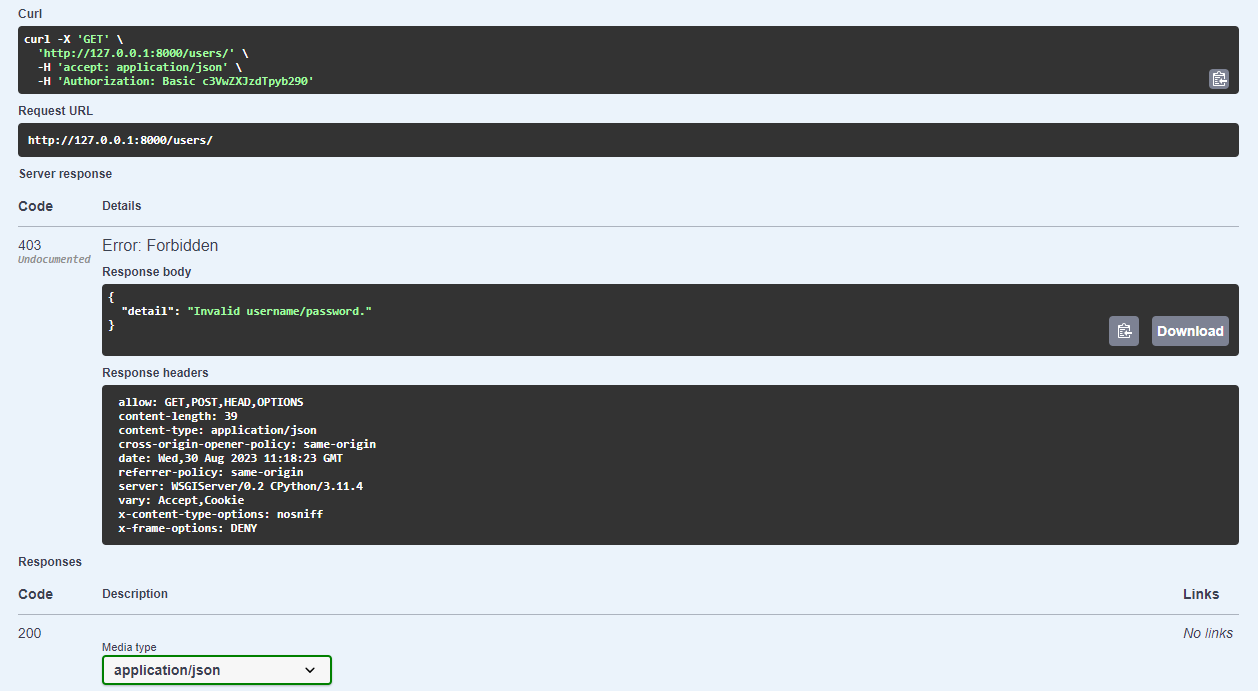 Curl
curl -X 'GET' \
'http://127.0.0.1:8000/users/' \
-H 'accept: application/json' \
-H 'Authorization: Basic c3VwZXJzdTpyb290'
Request URL
http://127.0.0.1:8000/users/
Server response
Code Details
403 Error: Forbidden
Undocumented
Response body
{
"detail": "Invalid username/password."
}
Download
Response headers
allow: GET,POST,HEAD,OPTIONS
content-length: 39
content-type: application/json
cross-origin-opener-policy: same-origin
date: Wed,30 Aug 2023 11:18:23 GMT
referrer-policy: same-origin
server: WSGIServer/0.2 CPython/3.11.4
vary: Accept,Cookie
x-content-type-options: nosniff
x-frame-options: DENY
Responses
Code Description Links
200 No links
Media type
application/json